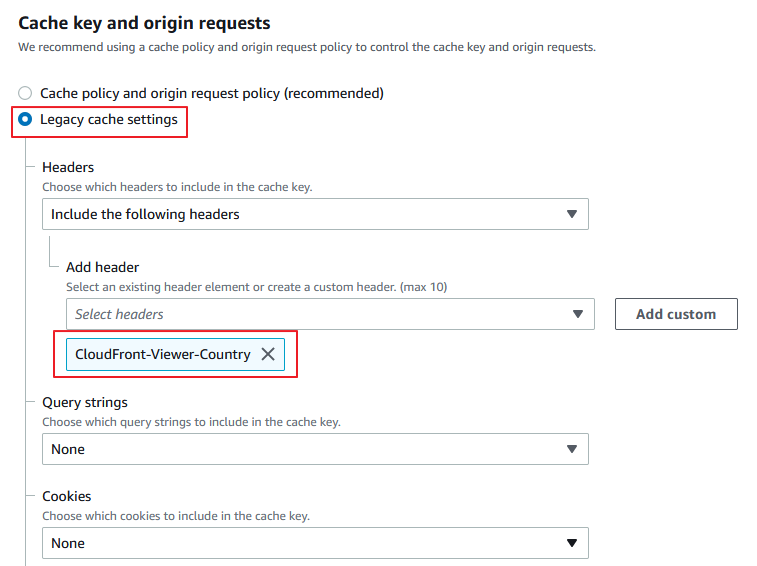 Cache key and origin requests
We recommend using a cache policy and origin request policy to control the cache key and origin requests.
Cache policy and origin request policy (recommended)
Legacy cache settings
Headers
Choose which headers to include in the cache key.
Include the following headers
Add header
Select an existing header element or create a custom header. (max 10)
Select headers
Add custom
CloudFront-Viewer-Country
Query strings
Choose which query strings to include in the cache key.
None
Cookies
Choose which cookies to include in the cache key.
None